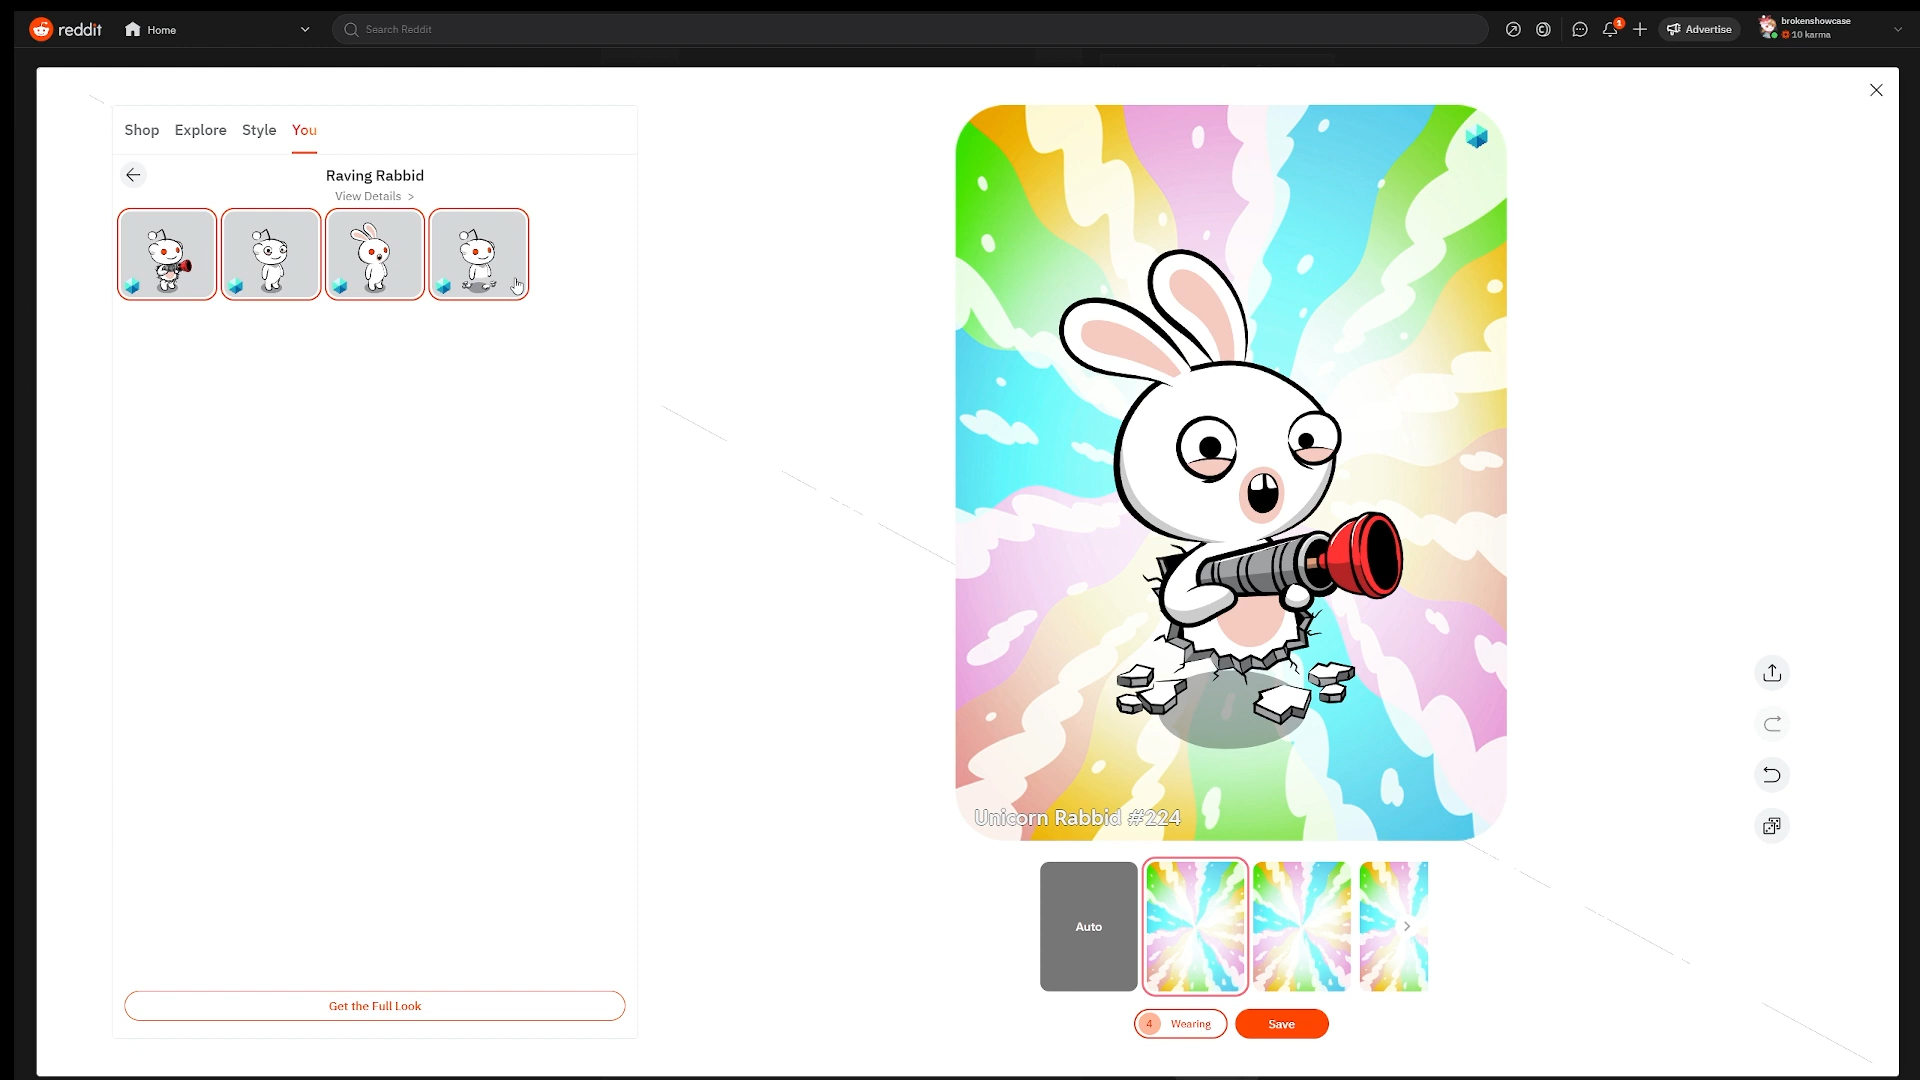 reddit
Home
Search Reddit
1
Advertise
brokenshowcase
10 karma
Shop
Explore
Style
You
Raving Rabbid
View Details >
Unicorn Rabbid #224
Auto
Get the Full Look
4 Wearing
Save